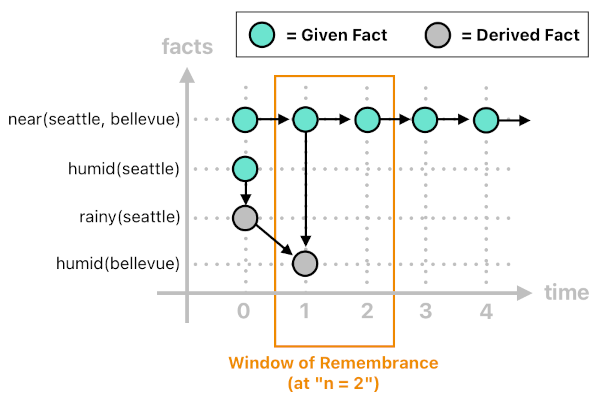 = Given Fact
= Derived Fact
facts
near(seattle, bellevue)
humid(seattle)
rainy(seattle)
humid(bellevue)
time
0 1 2 3 4
Window of Remembrance
(at "n = 2")